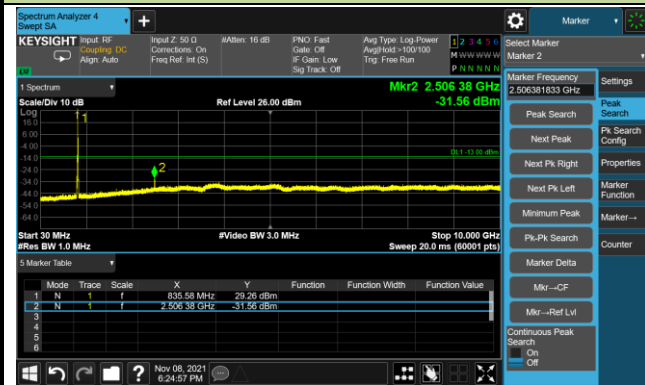 Spectrum Analyzer 4
Swept SA
Marker
KEYSIGHT
Input: RF
Coupling: DC
Align: Auto
Input Z: 50 Ω
Corrections: On
Freq Ref: Int (S)
#Atten: 16 dB
PNO: Fast
Gate: Off
IF Gain: Low
Sig Track: Off
Avg Type: Log-Power
Avg|Hold:>100/100
Trig: Free Run
1 2 3 4 5 6
M W W W W W
P N N N N N
Select Marker
Marker 2
1 Spectrum
Mkr2 2.506 38 GHz
Scale/Div 10 dB
Ref Level 26.00 dBm
-31.56 dBm
Log
16.0
6.00
-4.00
-14.0
-24.0
-34.0
-44.0
-54.0
-64.0
1
2
DL1 -13.00 dBm
Start 30 MHz
#Video BW 3.0 MHz
Stop 10.000 GHz
#Res BW 1.0 MHz
Sweep 20.0 ms (60001 pts)
5 Marker Table
Mode Trace Scale X Y Function Function Width Function Value
1 N 1 f 835.58 MHz 29.26 dBm
2 N 1 f 2.506 38 GHz -31.56 dBm
3
4
5
6
Marker Frequency
2.506381833 GHz
Peak Search
Next Peak
Next Pk Right
Next Pk Left
Minimum Peak
Pk-Pk Search
Marker Delta
Mkr→CF
Mkr→Ref Lvl
Continuous Peak
Search
On
Off
Settings
Peak
Search
Pk Search
Config
Properties
Marker
Function
Marker→
Counter
Nov 08, 2021
6:24:57 PM